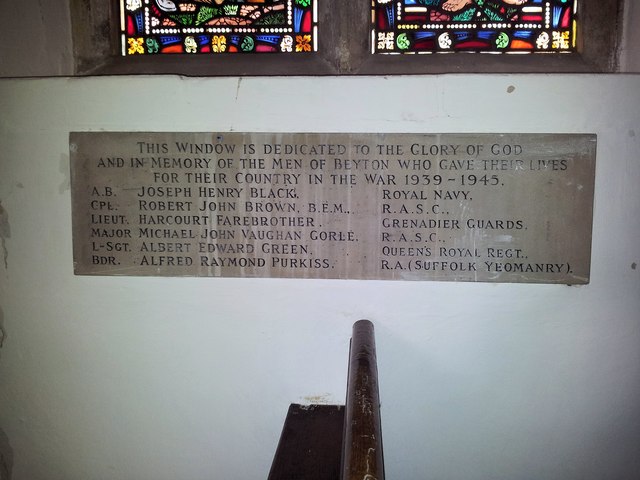 THIS WINDOW IS DEDICATED TO THE GLORY OF GOD
AND IN MEMORY OF THE MEN OF BEYTON WHO GAVE THEIR LIVES
FOR THEIR COUNTRY IN THE WAR 1939-1945.
A.B. JOSEPH HENRY BLACK, ROYAL NAVY,
CPL. ROBERT JOHN BROWN, B.E.M., R.A.S.C.,
LIEUT. HARCOURT FAREBROTHER. GRENADIER GUARDS.
MAJOR MICHAEL JOHN VAUGHAN GORLE. R.A.S.C.,
L-SGT. ALBERT EDWARD GREEN, QUEEN'S ROYAL REGT.,
BDR. ALFRED RAYMOND PURKISS. R.A.(SUFFOLK YEOMANRY).